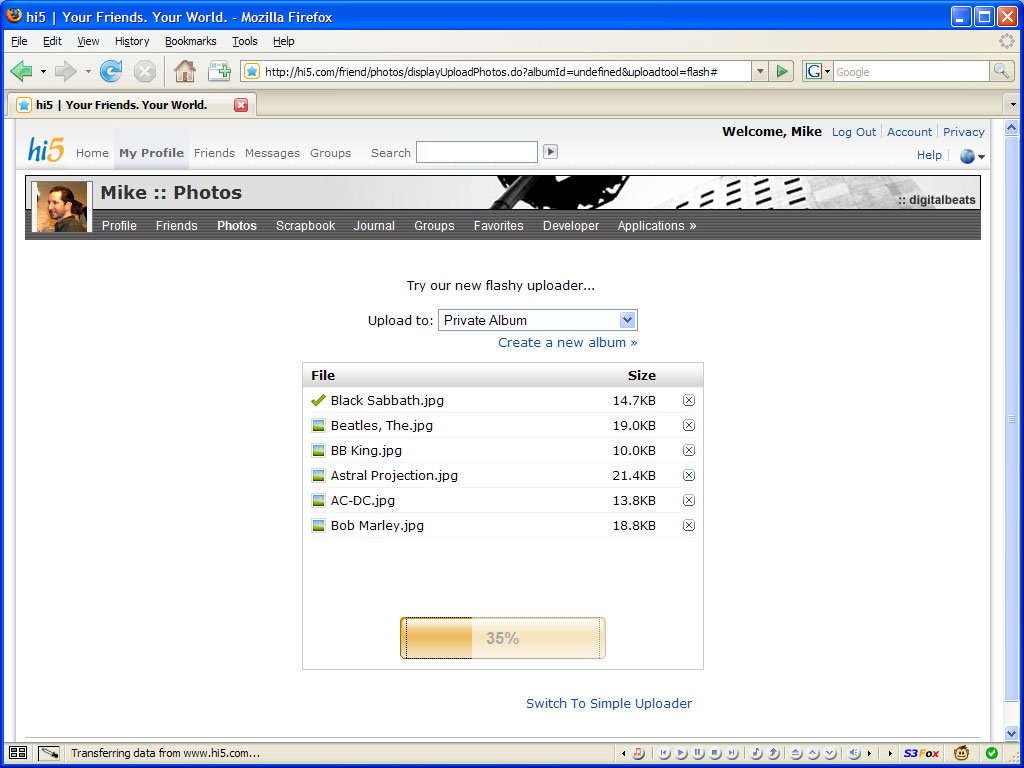 hi5 | Your Friends. Your World. - Mozilla Firefox
File Edit View History Bookmarks Tools Help
http://hi5.com/friend/photos/displayUploadPhotos.do?albumId=undefined&uploadtool=flash#
G Google
hi5 | Your Friends. Your World.
Welcome, Mike Log Out Account Privacy
hi5 Home My Profile Friends Messages Groups Search
Help
Mike :: Photos
:: digitalbeats
Profile Friends Photos Scrapbook Journal Groups Favorites Developer Applications »
Try our new flashy uploader...
Upload to: Private Album
Create a new album »
File Size
Black Sabbath.jpg 14.7KB
Beatles, The.jpg 19.0KB
BB King.jpg 10.0KB
Astral Projection.jpg 21.4KB
AC-DC.jpg 13.8KB
Bob Marley.jpg 18.8KB
35%
Switch To Simple Uploader
Transferring data from www.hi5.com... S3Fox